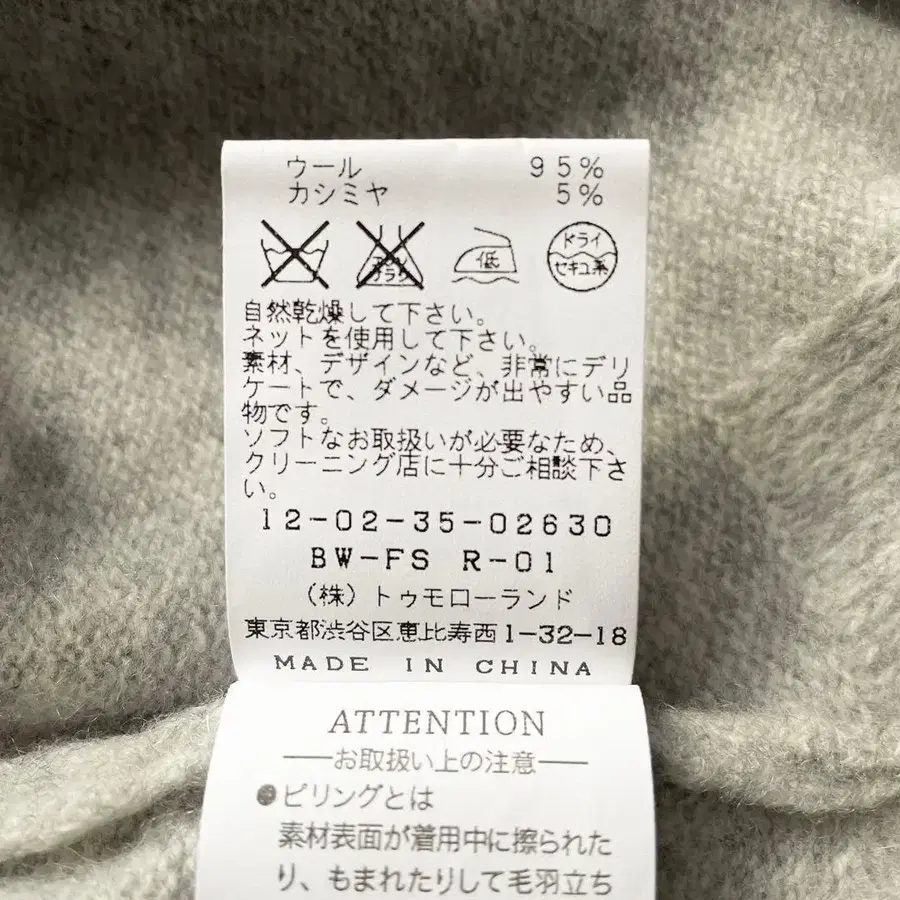 ウール 95%
カシミヤ 5%
エンソ サラシ 低 ドライ セキユ系
自然乾燥して下さい。
ネットを使用して下さい。
素材、デザインなど、非常にデリ
ケートで、ダメージが出やすい品
物です。
ソフトなお取扱いが必要なため、
クリーニング店に十分ご相談下さ
い。
12-02-35-02630
BW-FS R-01
(株)トゥモローランド
東京都渋谷区恵比寿西1-32-18
MADE IN CHINA
ATTENTION
お取扱い上の注意
●ピリングとは
素材表面が着用中に擦られた
り、もまれたりして毛羽立ち